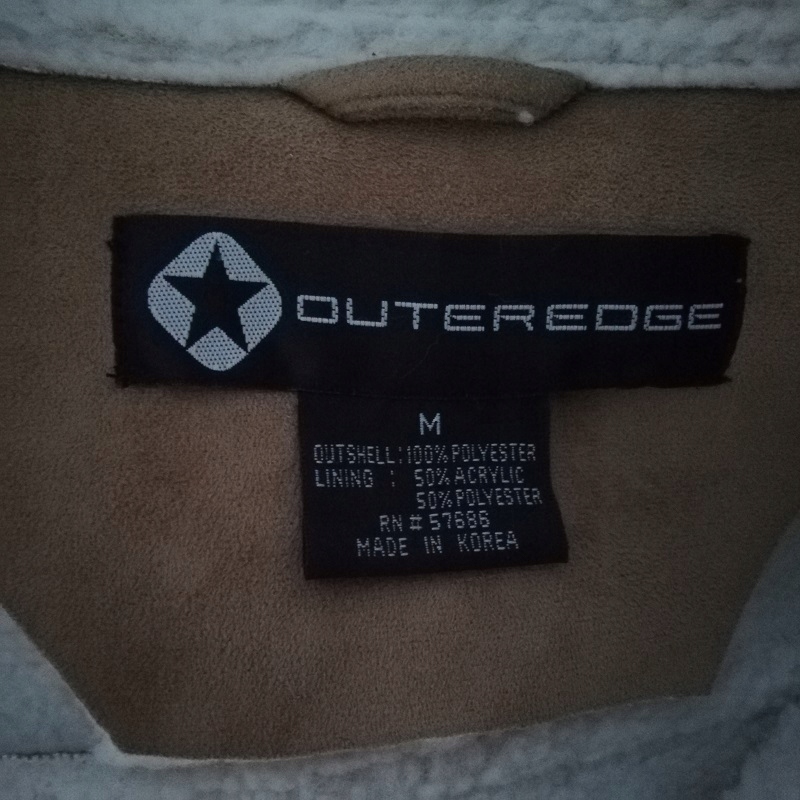 OUTEREDGE
M
OUTSHELL:100% POLYESTER
LINING : 50% ACRYLIC
50% POLYESTER
RN # 57686
MADE IN KOREA